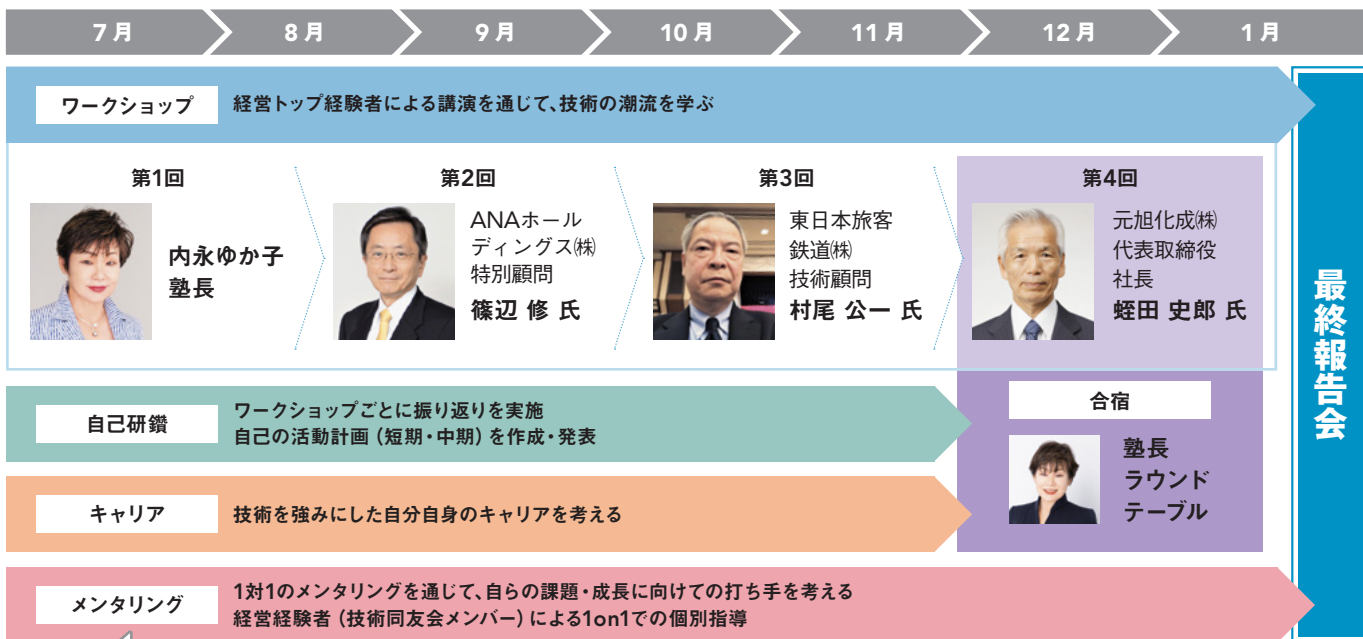 7月
8月
9月
10月
11月
12月
1月
ワークショップ
経営トップ経験者による講演を通じて、技術の潮流を学ぶ
第1回
内永ゆか子
塾長
第2回
ANAホール
ディングス㈱
特別顧問
篠辺 修 氏
第3回
東日本旅客
鉄道㈱
技術顧問
村尾 公一 氏
第4回
元旭化成㈱
代表取締役
社長
蛭田 史郎 氏
最終報告会
自己研鑽
ワークショップごとに振り返りを実施
自己の活動計画（短期・中期）を作成・発表
合宿
塾長
ラウンド
テーブル
キャリア
技術を強みにした自分自身のキャリアを考える
メンタリング
1対1のメンタリングを通じて、自らの課題・成長に向けての打ち手を考える
経営経験者（技術同友会メンバー）による1on1での個別指導